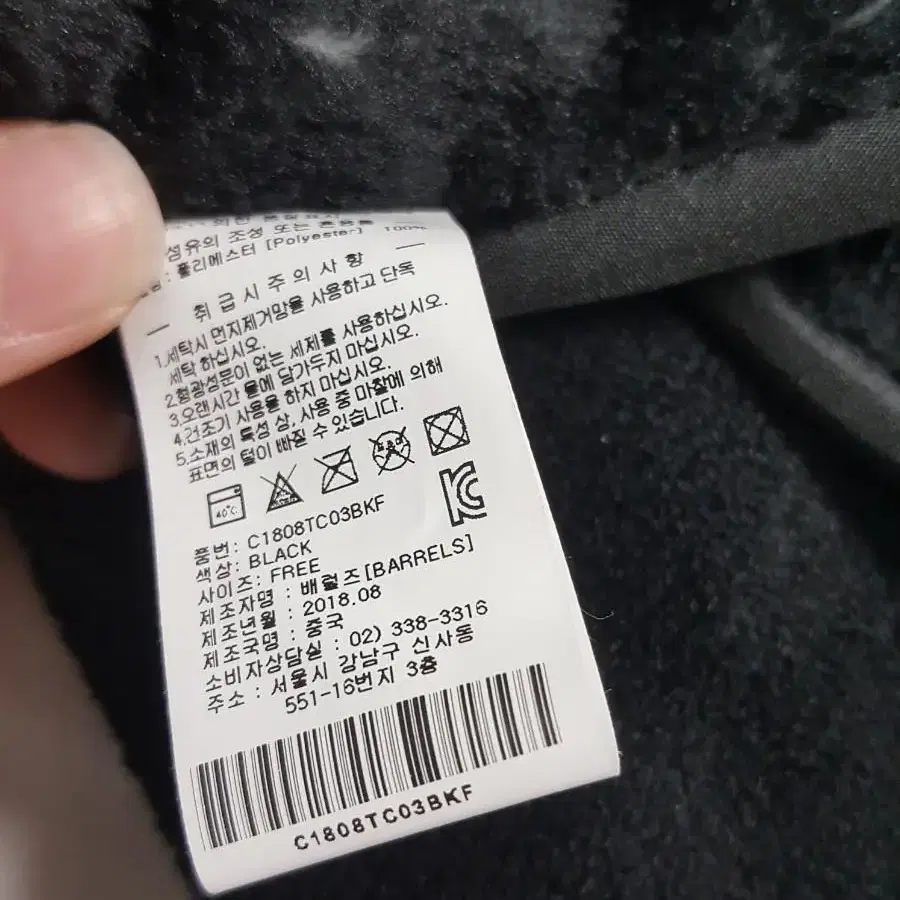 섬유의 조성 또는 혼용률
폴리에스터 [Polyester] 100%
취 급 시 주 의 사 항
1.세탁시 먼지제거망을 사용하고 단독
세탁 하십시오.
2.형광성분이 없는 세제를 사용하십시오.
3.오랜시간 물에 담가두지 마십시오.
4.건조기 사용을 하지 마십시오.
5.소재의 특성 상, 사용 중 마찰에 의해
표면의 털이 빠질 수 있습니다.
40℃
품번: C1808TC03BKF
색상: BLACK
사이즈: FREE
제조자명 : 배럴즈[BARRELS]
제조년월 : 2018.08
제조국명 : 중국
소비자상담실 : 02) 338-3316
주소 : 서울시 강남구 신사동
551-16번지 3층
C1808TC03BKF